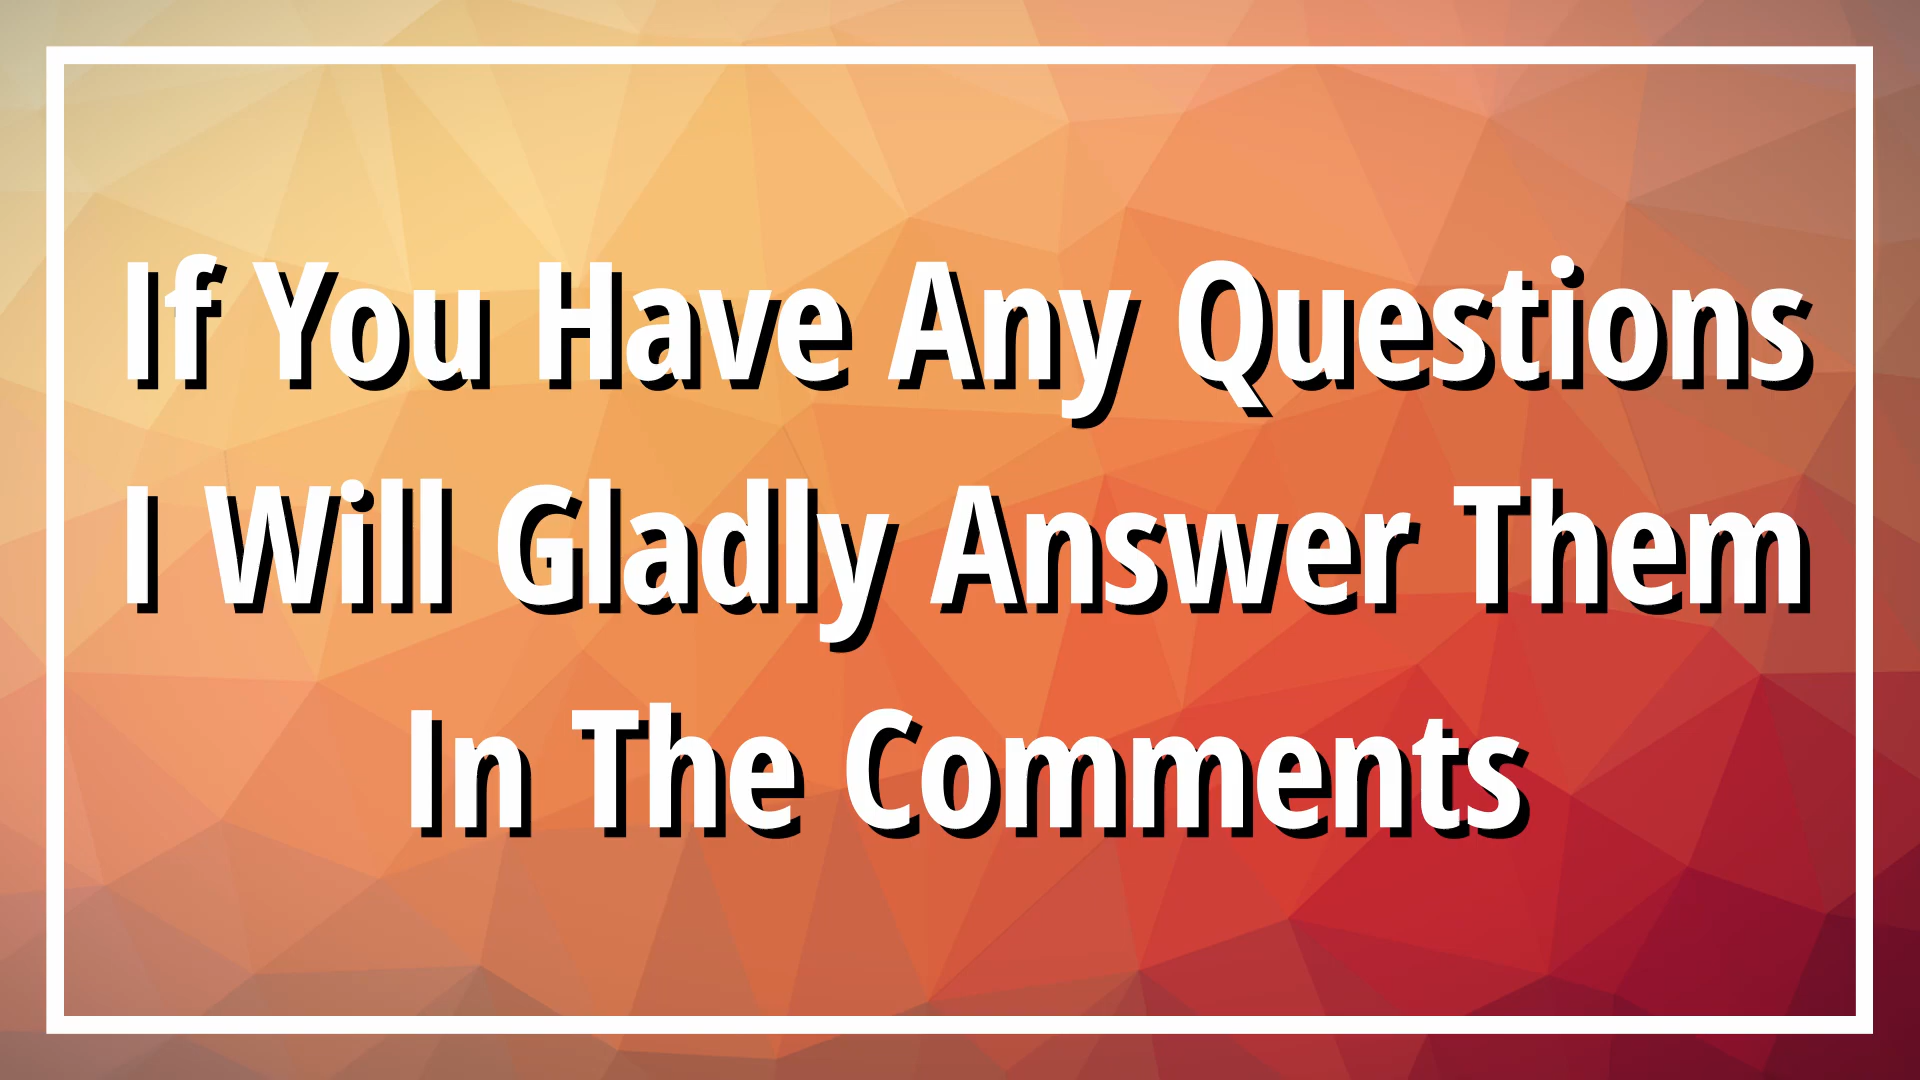 If You Have Any Questions
I Will Gladly Answer Them
In The Comments